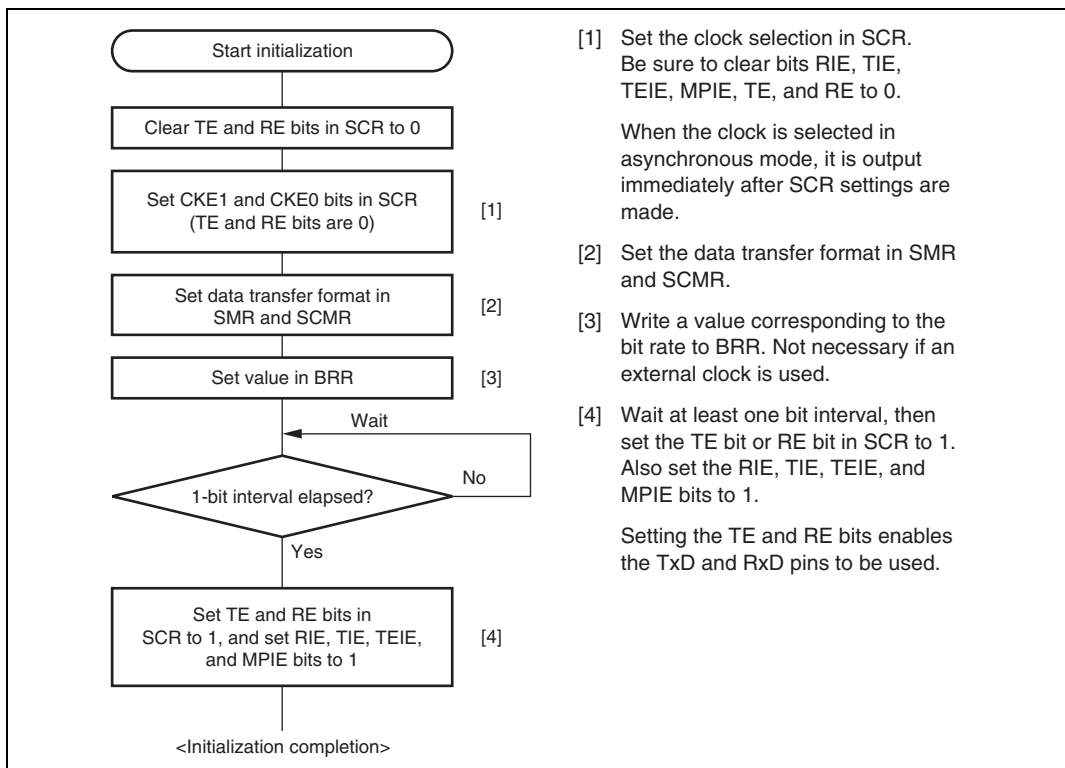 Start initialization
Clear TE and RE bits in SCR to 0
Set CKE1 and CKE0 bits in SCR
(TE and RE bits are 0)
[1]
Set data transfer format in
SMR and SCMR
[2]
Set value in BRR
[3]
Wait
1-bit interval elapsed?
No
Yes
Set TE and RE bits in
SCR to 1, and set RIE, TIE, TEIE,
and MPIE bits to 1
[4]
<Initialization completion>
[1] Set the clock selection in SCR.
Be sure to clear bits RIE, TIE,
TEIE, MPIE, TE, and RE to 0.
When the clock is selected in
asynchronous mode, it is output
immediately after SCR settings are
made.
[2] Set the data transfer format in SMR
and SCMR.
[3] Write a value corresponding to the
bit rate to BRR. Not necessary if an
external clock is used.
[4] Wait at least one bit interval, then
set the TE bit or RE bit in SCR to 1.
Also set the RIE, TIE, TEIE, and
MPIE bits to 1.
Setting the TE and RE bits enables
the TxD and RxD pins to be used.